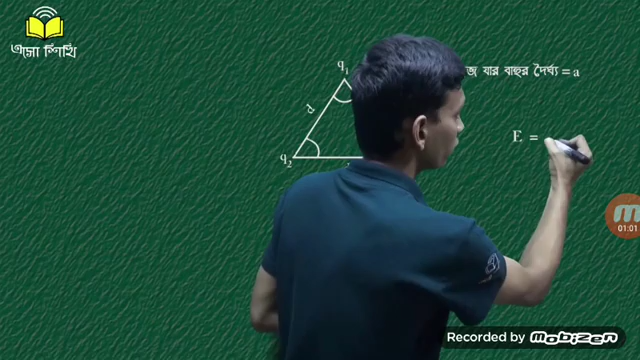 এসো শিখি
q1
যার বাহুর দৈর্ঘ্য = a
d
E =
q2
M
01:01
Recorded by Mobizen